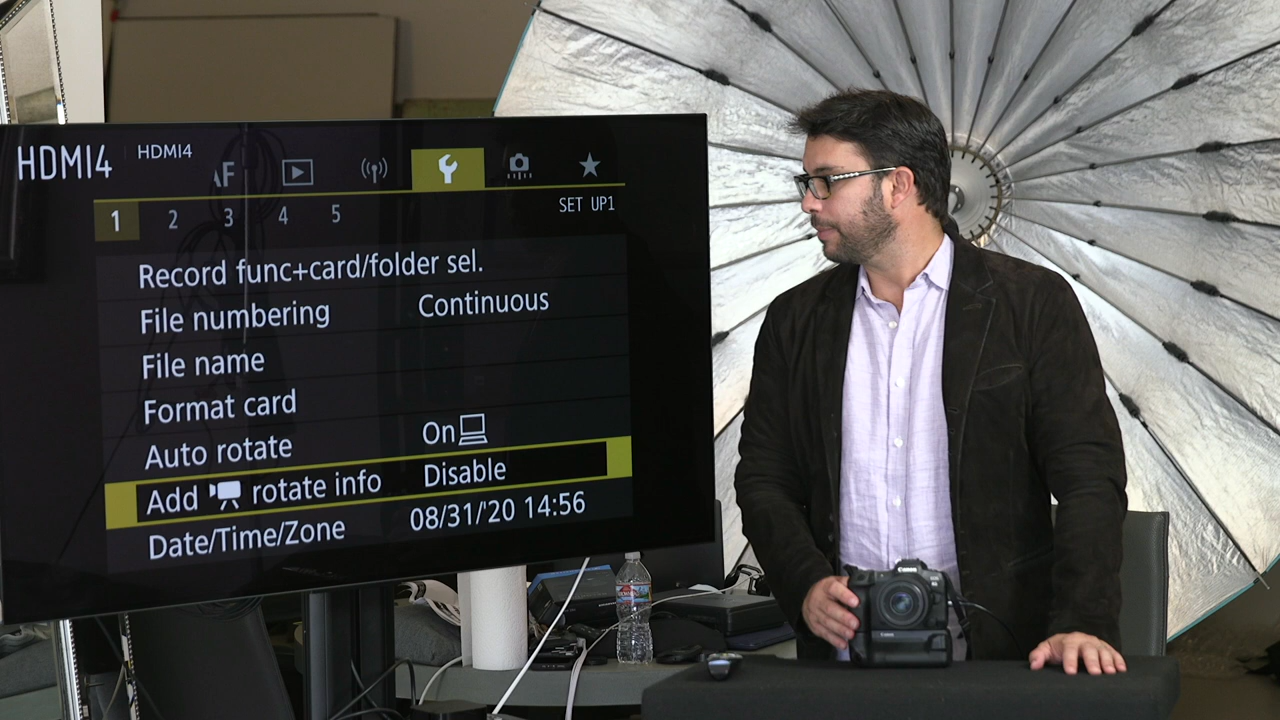 HDMI4
HDMI4
AF
1 2 3 4 5
SET UP1
Record func+card/folder sel.
File numbering Continuous
File name
Format card
Auto rotate On
Add rotate info Disable
Date/Time/Zone 08/31/'20 14:56
Canon